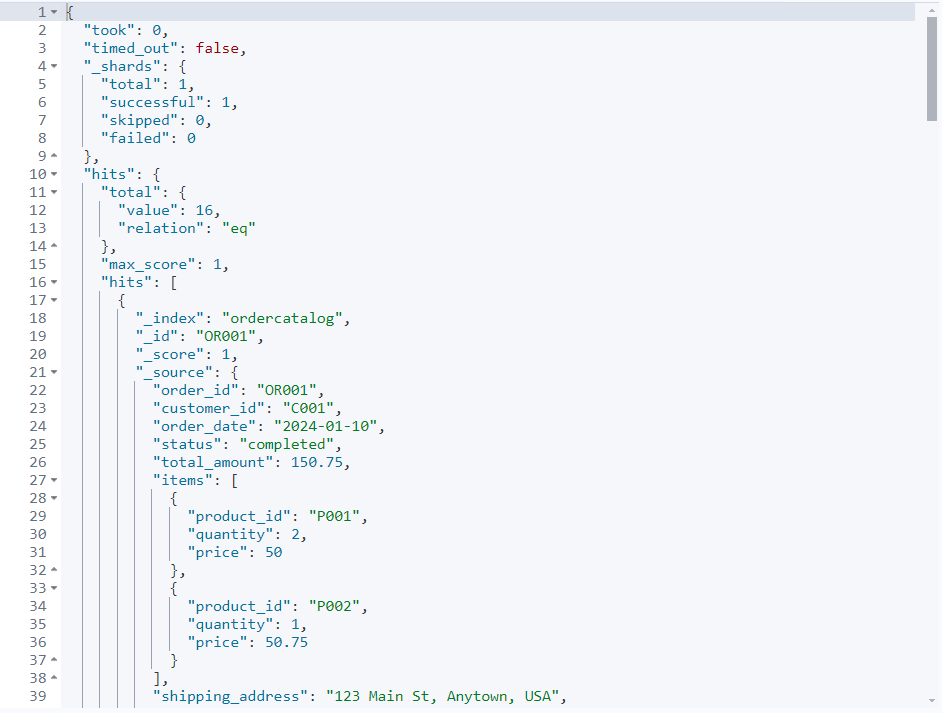 1 {
2 "took": 0,
3 "timed_out": false,
4 "_shards": {
5 "total": 1,
6 "successful": 1,
7 "skipped": 0,
8 "failed": 0
9 },
10 "hits": {
11 "total": {
12 "value": 16,
13 "relation": "eq"
14 },
15 "max_score": 1,
16 "hits": [
17 {
18 "_index": "ordercatalog",
19 "_id": "OR001",
20 "_score": 1,
21 "_source": {
22 "order_id": "OR001",
23 "customer_id": "C001",
24 "order_date": "2024-01-10",
25 "status": "completed",
26 "total_amount": 150.75,
27 "items": [
28 {
29 "product_id": "P001",
30 "quantity": 2,
31 "price": 50
32 },
33 {
34 "product_id": "P002",
35 "quantity": 1,
36 "price": 50.75
37 }
38 ],
39 "shipping_address": "123 Main St, Anytown, USA",